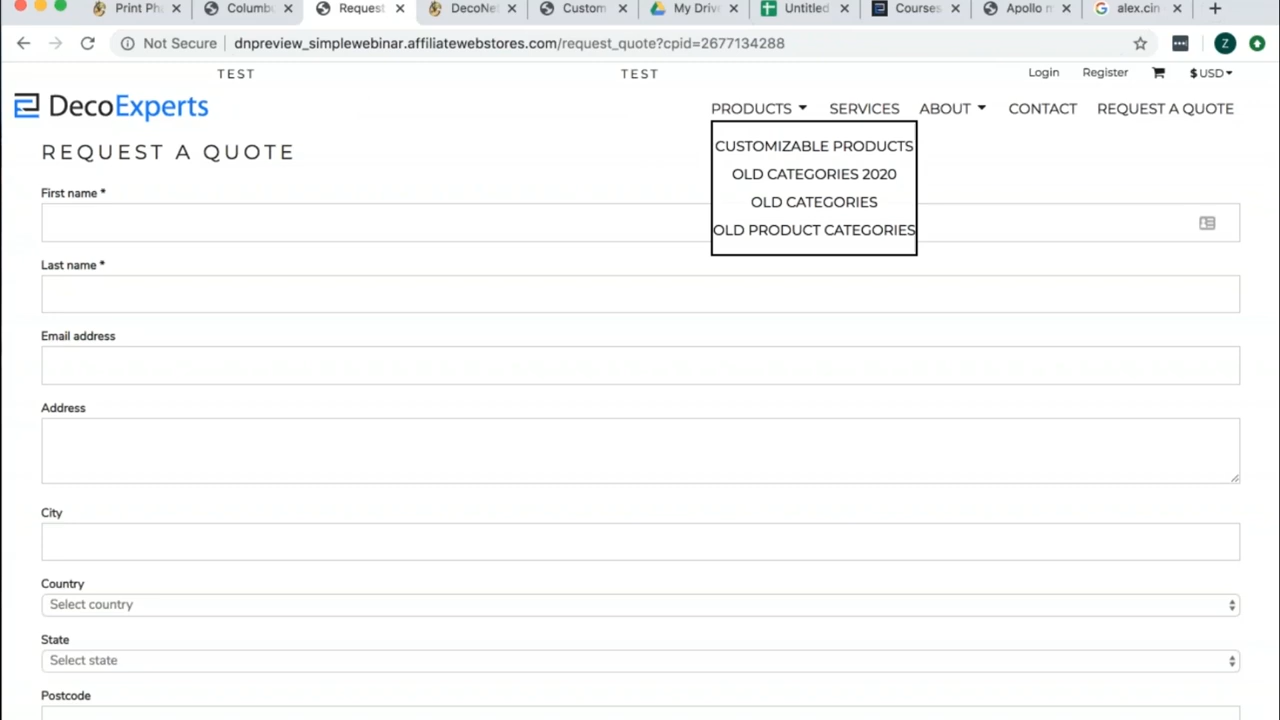 Print Ph
Columb
Request
DecoNe
Custom
My Drive
Untitled
Courses
Apollo m
alex.cin
Not Secure
dnpreview_simplewebinar.affiliatewebstores.com/request_quote?cpid=2677134288
Z
TEST
TEST
Login
Register
$ USD
DecoExperts
PRODUCTS
SERVICES
ABOUT
CONTACT
REQUEST A QUOTE
CUSTOMIZABLE PRODUCTS
OLD CATEGORIES 2020
OLD CATEGORIES
OLD PRODUCT CATEGORIES
REQUEST A QUOTE
First name *
Last name *
Email address
Address
City
Country
Select country
State
Select state
Postcode